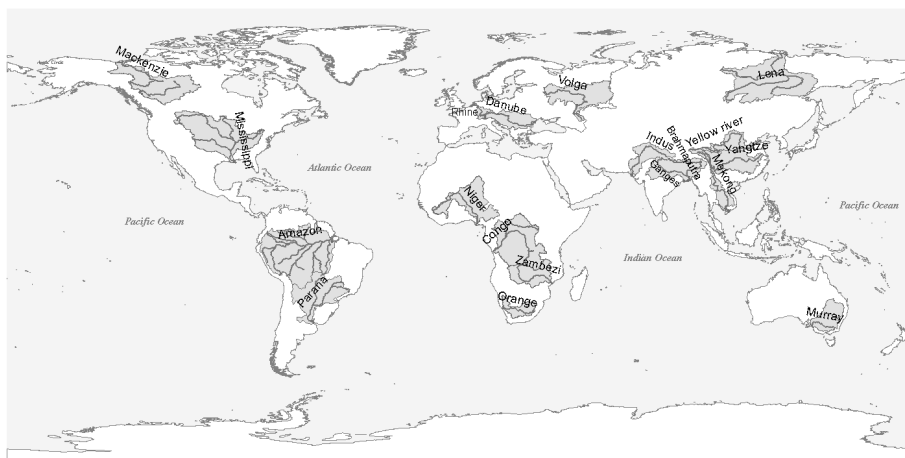 Mackenzie
Lena
Volga
Danube
Rhine
Mississippi
Yellow river
Brahmaputra
Indus
Yangtze
Ganges
Mekong
Atlantic Ocean
Niger
Pacific Ocean
Pacific Ocean
Congo
Amazon
Indian Ocean
Zambezi
Paraña
Orange
Murray